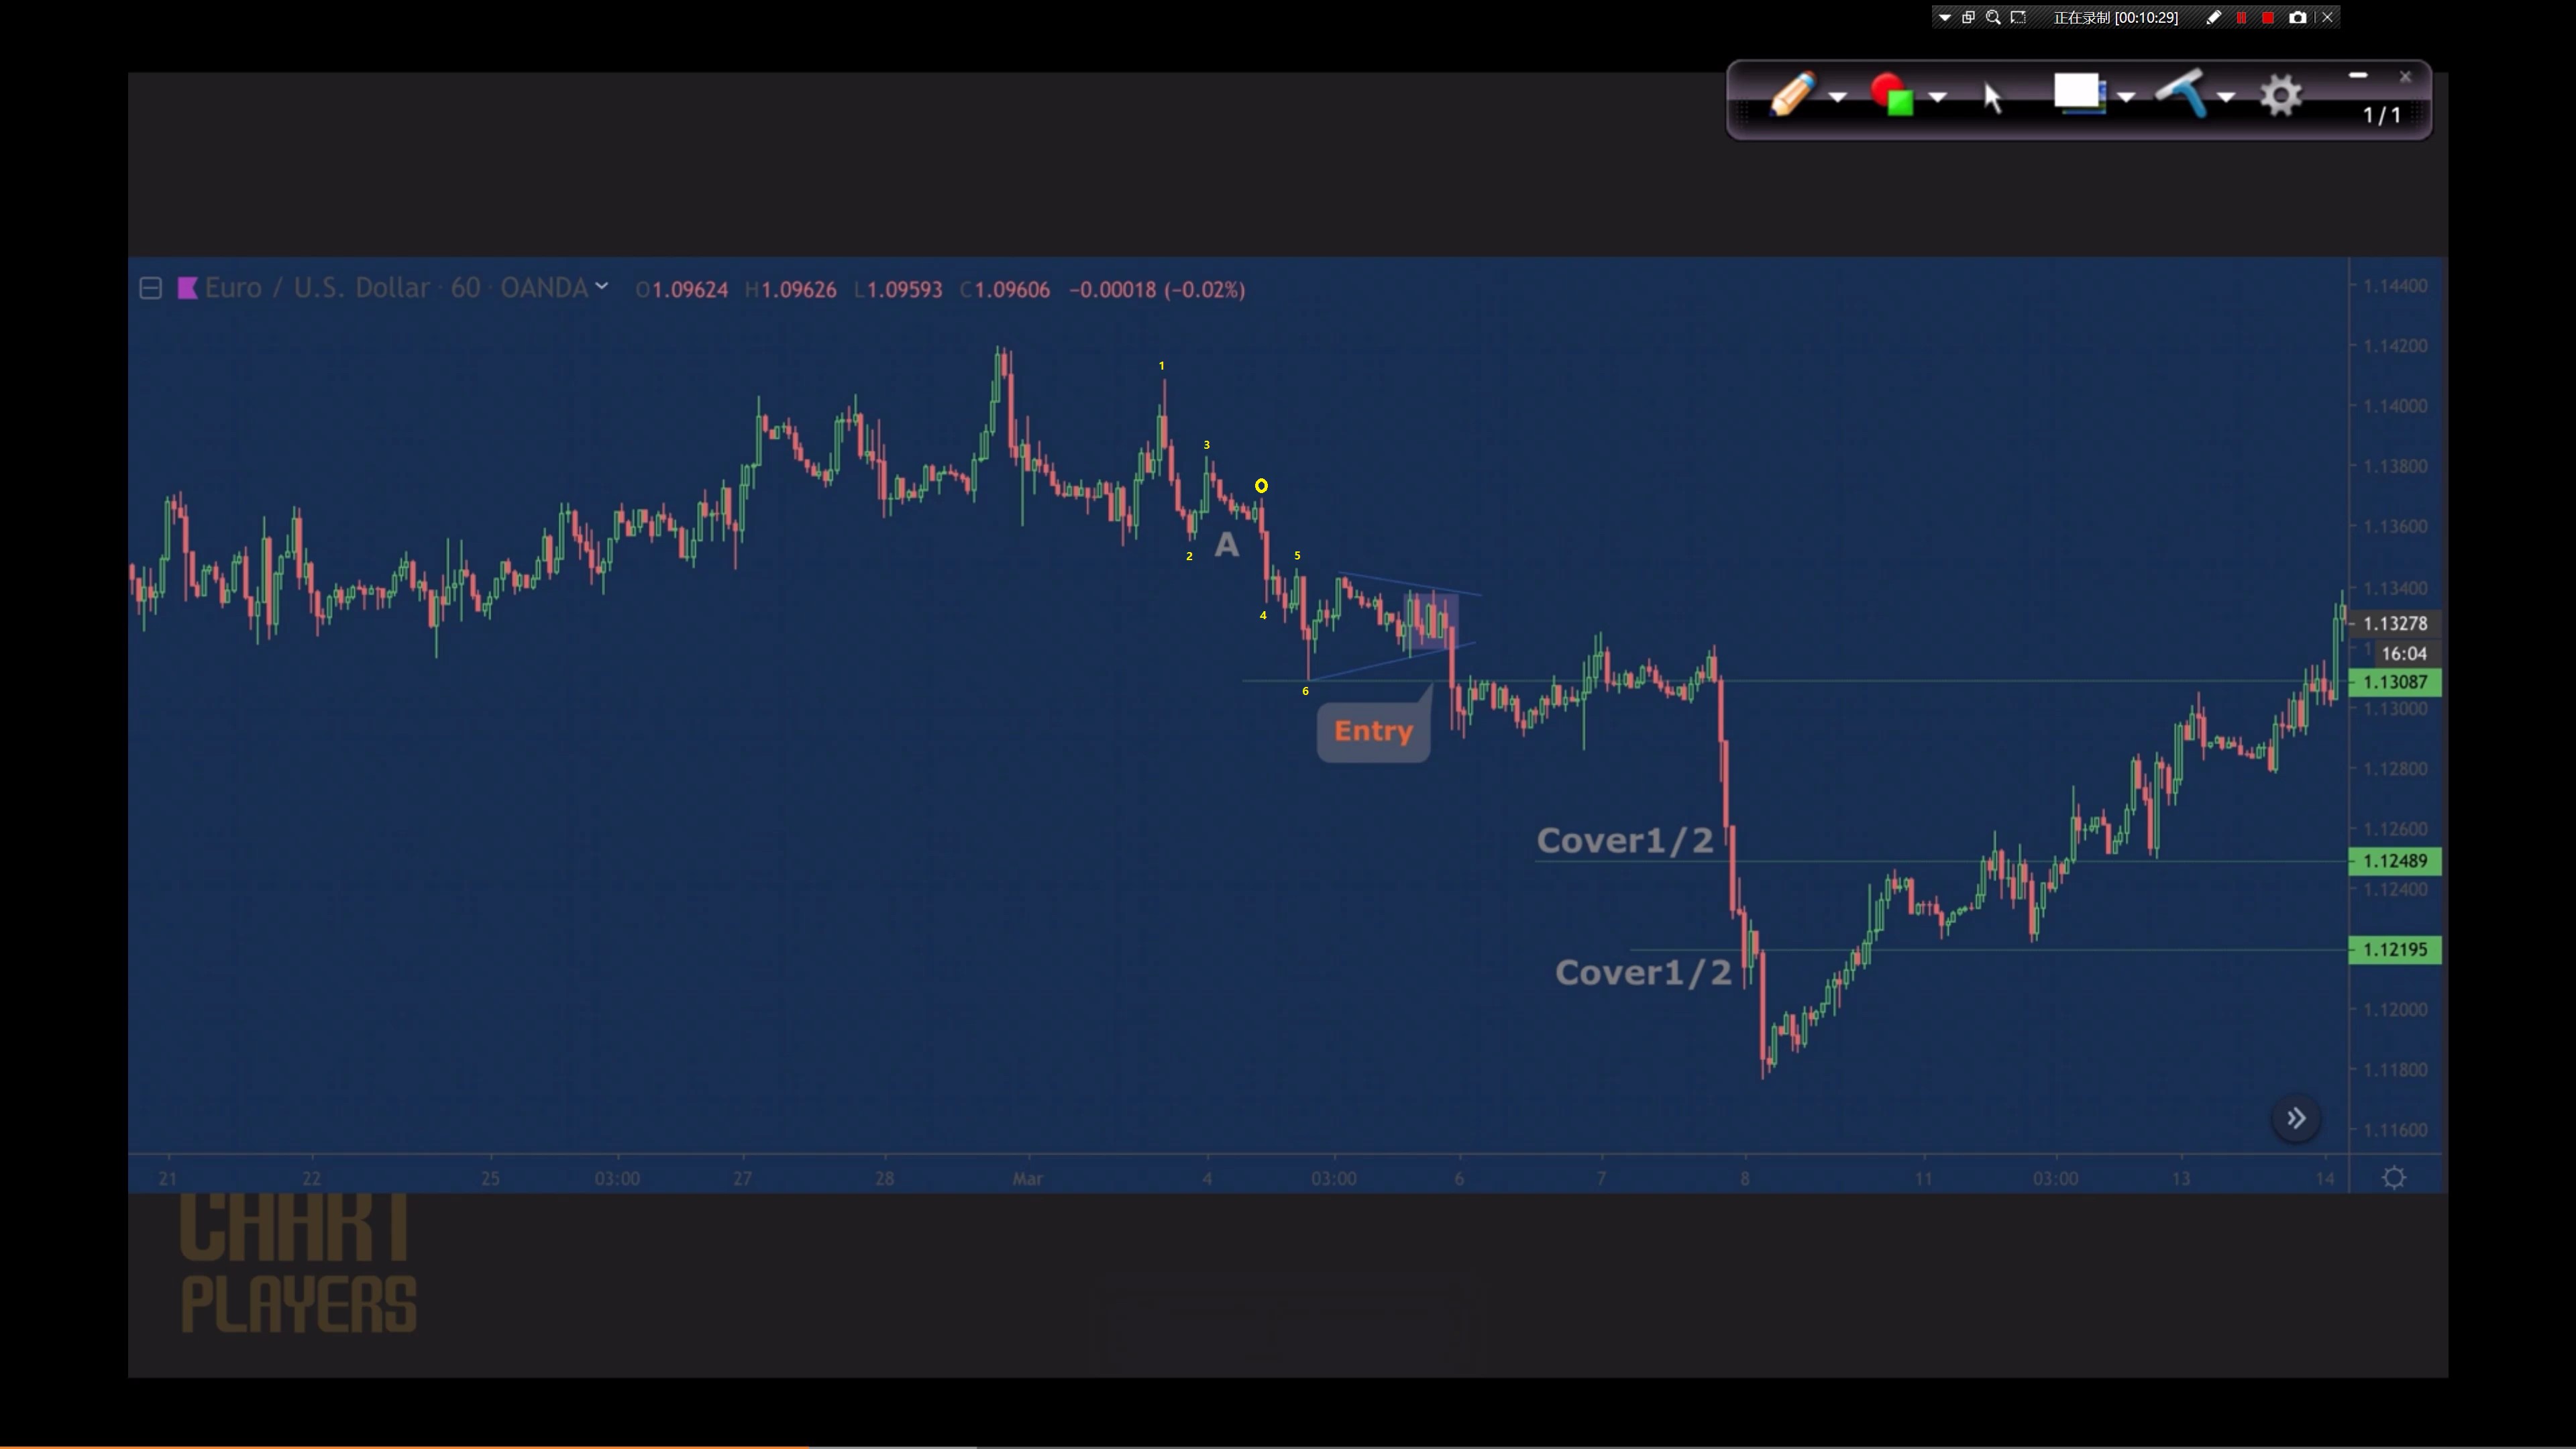 正在录制 [00:10:29]
1/1
Euro / U.S. Dollar · 60 · OANDA O1.09624 H1.09626 L1.09593 C1.09606 −0.00018 (−0.02%)
1.14400
1.14200
1
1.14000
3
1.13800
O
1.13600
A
2
5
1.13400
4
1.13278
16:04
1.13087
6
1.13000
Entry
1.12800
1.12600
Cover1/2
1.12489
1.12400
1.12195
Cover1/2
1.12000
1.11800
1.11600
21 22 25 03:00 27 28 Mar 4 03:00 6 7 8 11 03:00 13 14
CHART
PLAYERS